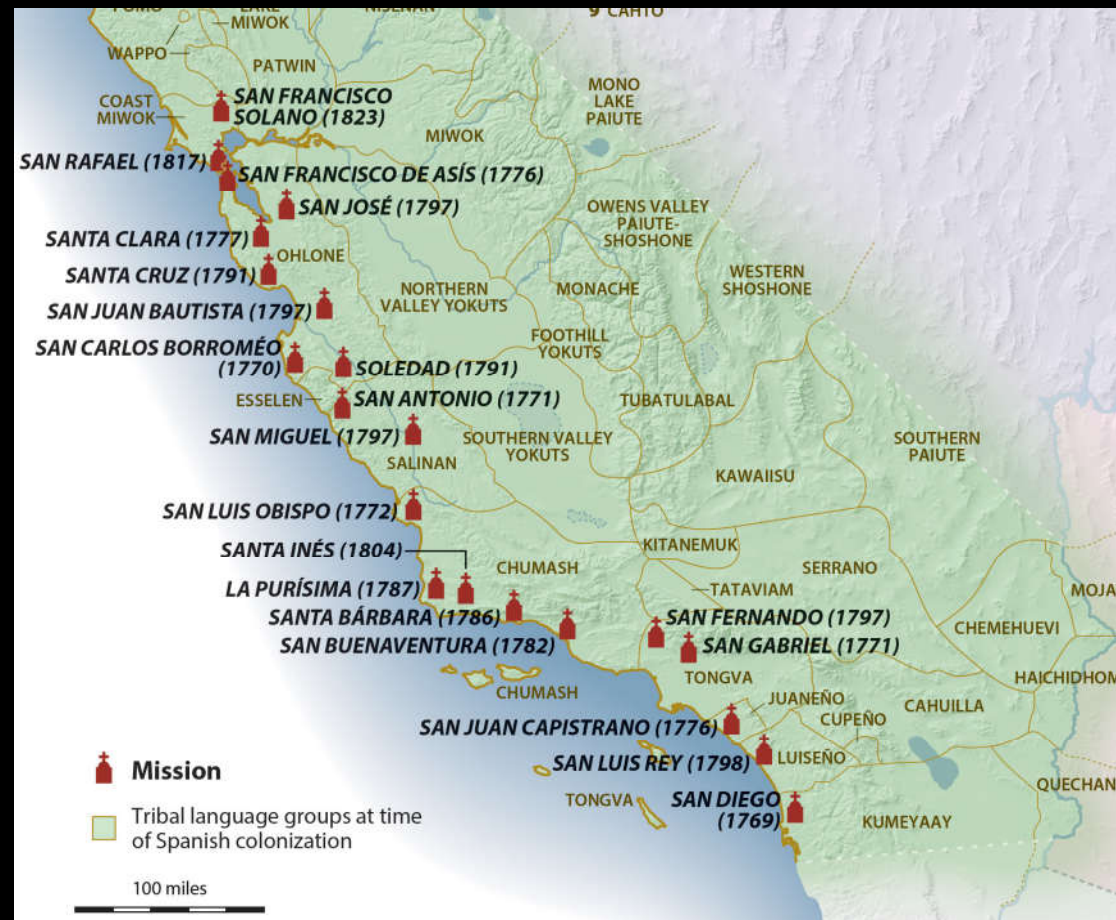 POMO
LAKE
MIWOK
NISENAN
9 CAHTO
WAPPO
PATWIN
COAST
MIWOK
SAN FRANCISCO
SOLANO (1823)
MIWOK
MONO
LAKE
PAIUTE
SAN RAFAEL (1817)
SAN FRANCISCO DE ASÍS (1776)
SAN JOSÉ (1797)
OWENS VALLEY
PAIUTE-
SHOSHONE
SANTA CLARA (1777)
OHLONE
SANTA CRUZ (1791)
WESTERN
SHOSHONE
NORTHERN
VALLEY YOKUTS
MONACHE
SAN JUAN BAUTISTA (1797)
FOOTHILL
YOKUTS
SAN CARLOS BORROMÉO
(1770)
SOLEDAD (1791)
ESSELEN
SAN ANTONIO (1771)
TUBATULABAL
SAN MIGUEL (1797)
SOUTHERN VALLEY
YOKUTS
SOUTHERN
PAIUTE
SALINAN
KAWAIISU
SAN LUIS OBISPO (1772)
SANTA INÉS (1804)
KITANEMUK
CHUMASH
SERRANO
LA PURÍSIMA (1787)
TATAVIAM
MOJA
SANTA BÁRBARA (1786)
SAN FERNANDO (1797)
CHEMEHUEVI
SAN BUENAVENTURA (1782)
SAN GABRIEL (1771)
TONGVA
HAICHIDHOM
CHUMASH
JUANEÑO
CAHUILLA
SAN JUAN CAPISTRANO (1776)
CUPEÑO
SAN LUIS REY (1798)
LUISEÑO
QUECHAN
TONGVA
SAN DIEGO
(1769)
KUMEYAAY
Mission
Tribal language groups at time
of Spanish colonization
100 miles